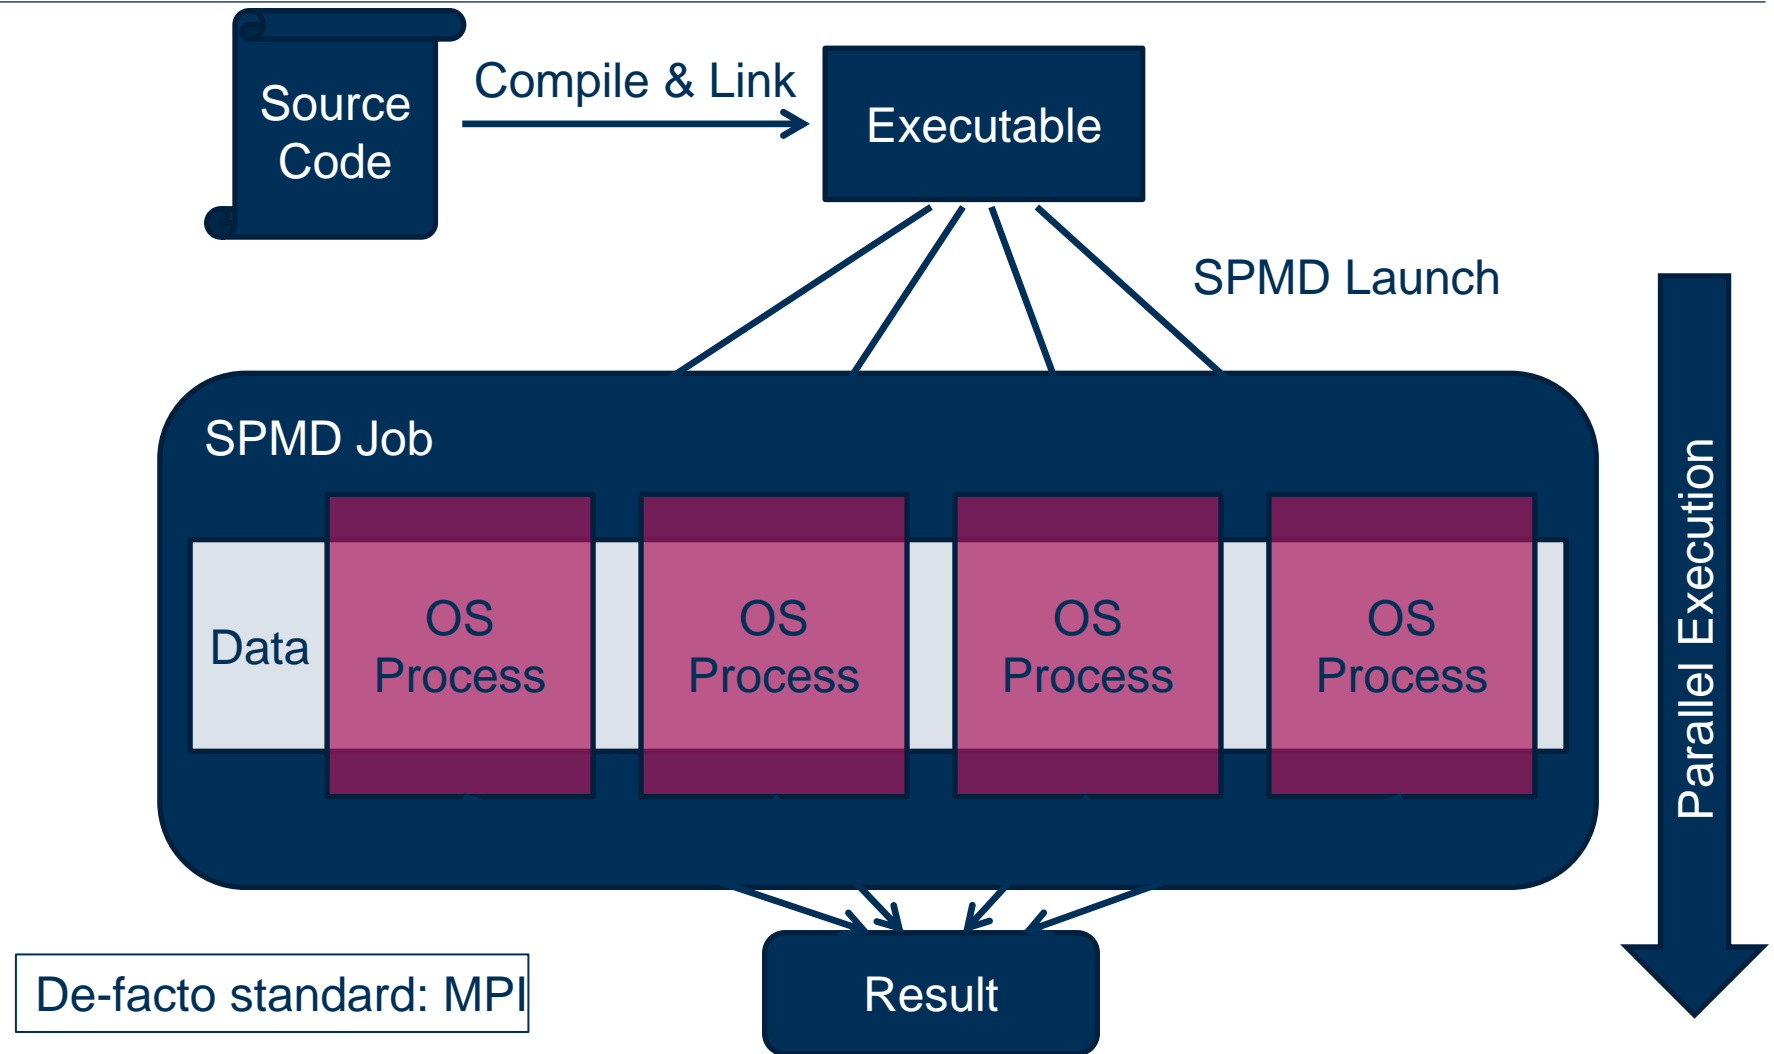 Source
Code
Compile & Link
Executable
SPMD Launch
SPMD Job
Data
OS
Process
OS
Process
OS
Process
OS
Process
Parallel Execution
De-facto standard: MPI
Result